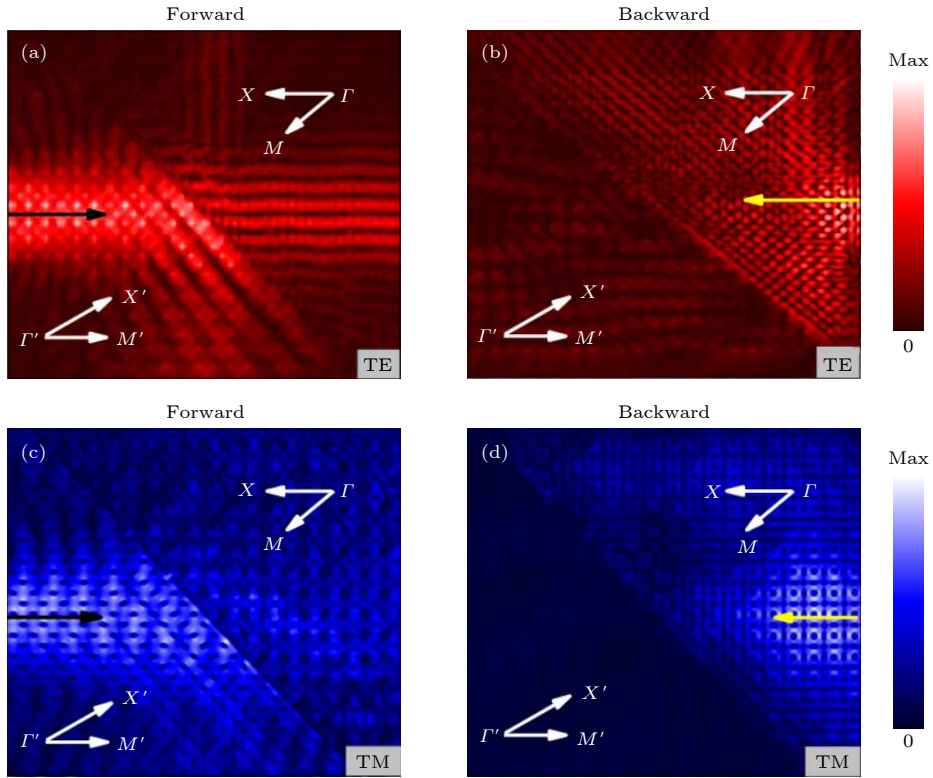 Forward
Backward
(a)
X
Γ
M
X′
Γ′
M′
TE
(b)
X
Γ
M
X′
Γ′
M′
TE
Max
0
Forward
Backward
(c)
X
Γ
M
X′
Γ′
M′
TM
(d)
X
Γ
M
X′
Γ′
M′
TM
Max
0